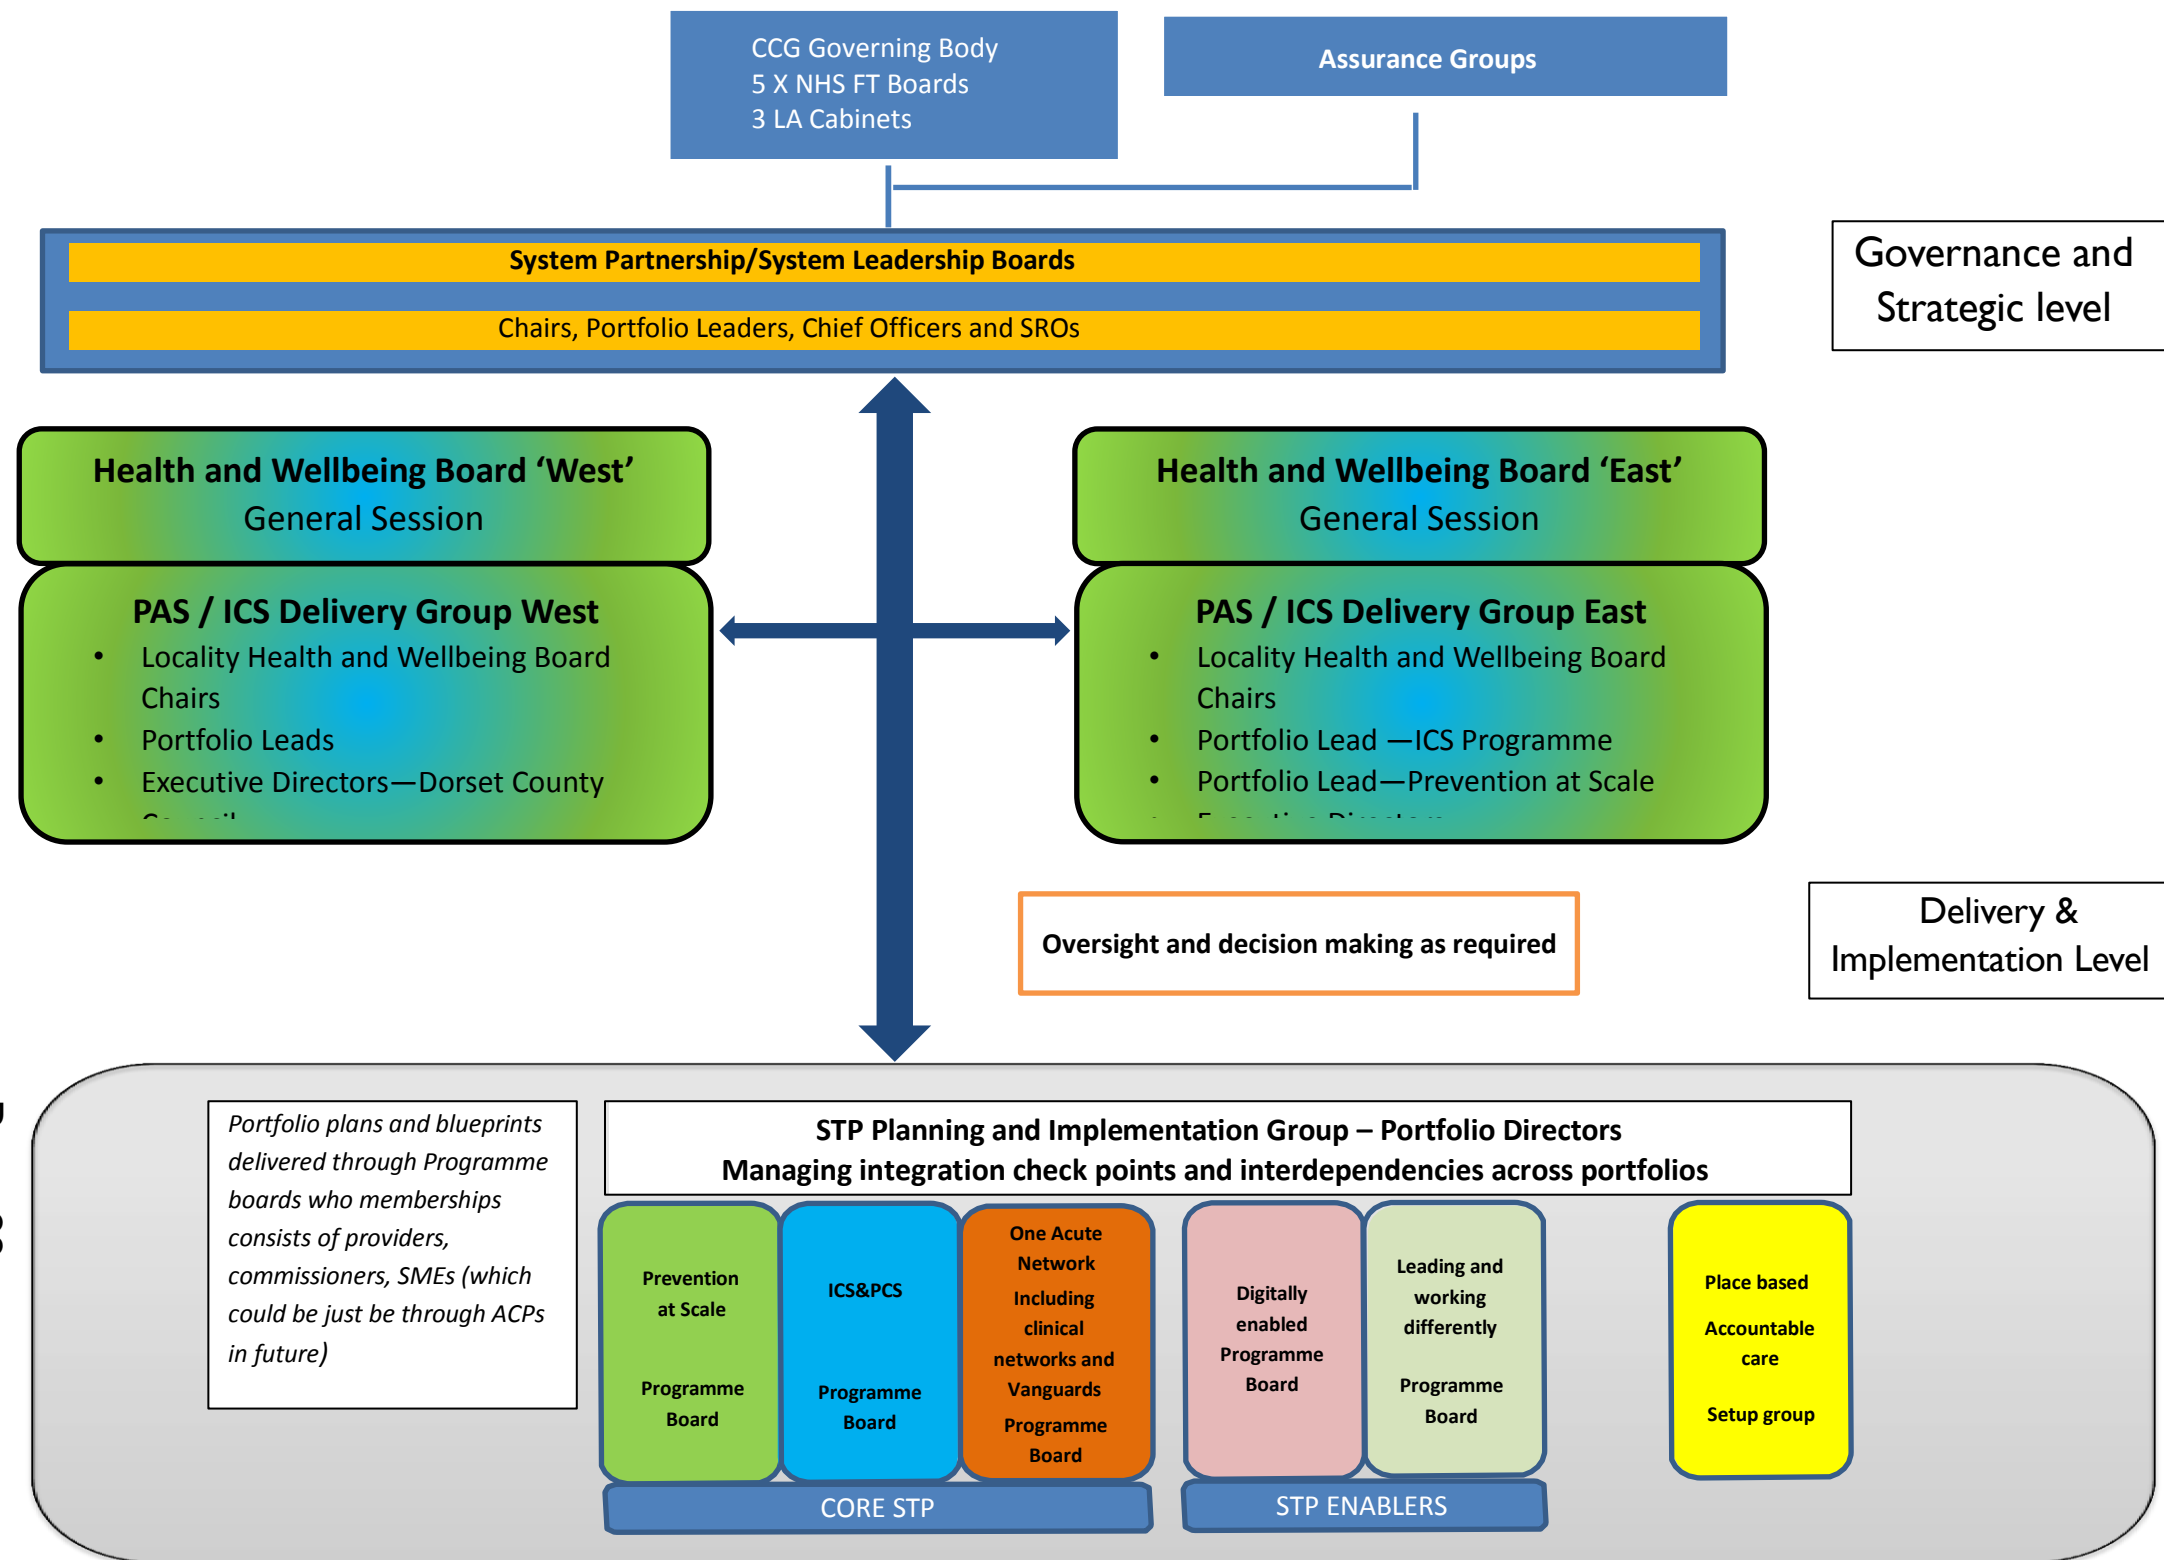 CCG Governing Body
5 X NHS FT Boards
3 LA Cabinets
Assurance Groups
System Partnership/System Leadership Boards
Chairs, Portfolio Leaders, Chief Officers and SROs
Governance and
Strategic level
Health and Wellbeing Board ‘West’
General Session
Health and Wellbeing Board ‘East’
General Session
PAS / ICS Delivery Group West
• Locality Health and Wellbeing Board
Chairs
• Portfolio Leads
• Executive Directors—Dorset County
PAS / ICS Delivery Group East
• Locality Health and Wellbeing Board
Chairs
• Portfolio Lead —ICS Programme
• Portfolio Lead—Prevention at Scale
Oversight and decision making as required
Delivery &
Implementation Level
Portfolio plans and blueprints
delivered through Programme
boards who memberships
consists of providers,
commissioners, SMEs (which
could be just be through ACPs
in future)
STP Planning and Implementation Group – Portfolio Directors
Managing integration check points and interdependencies across portfolios
Prevention
at Scale
Programme
Board
ICS&PCS
Programme
Board
One Acute
Network
Including
clinical
networks and
Vanguards
Programme
Board
Digitally
enabled
Programme
Board
Leading and
working
differently
Programme
Board
Place based
Accountable
care
Setup group
CORE STP
STP ENABLERS